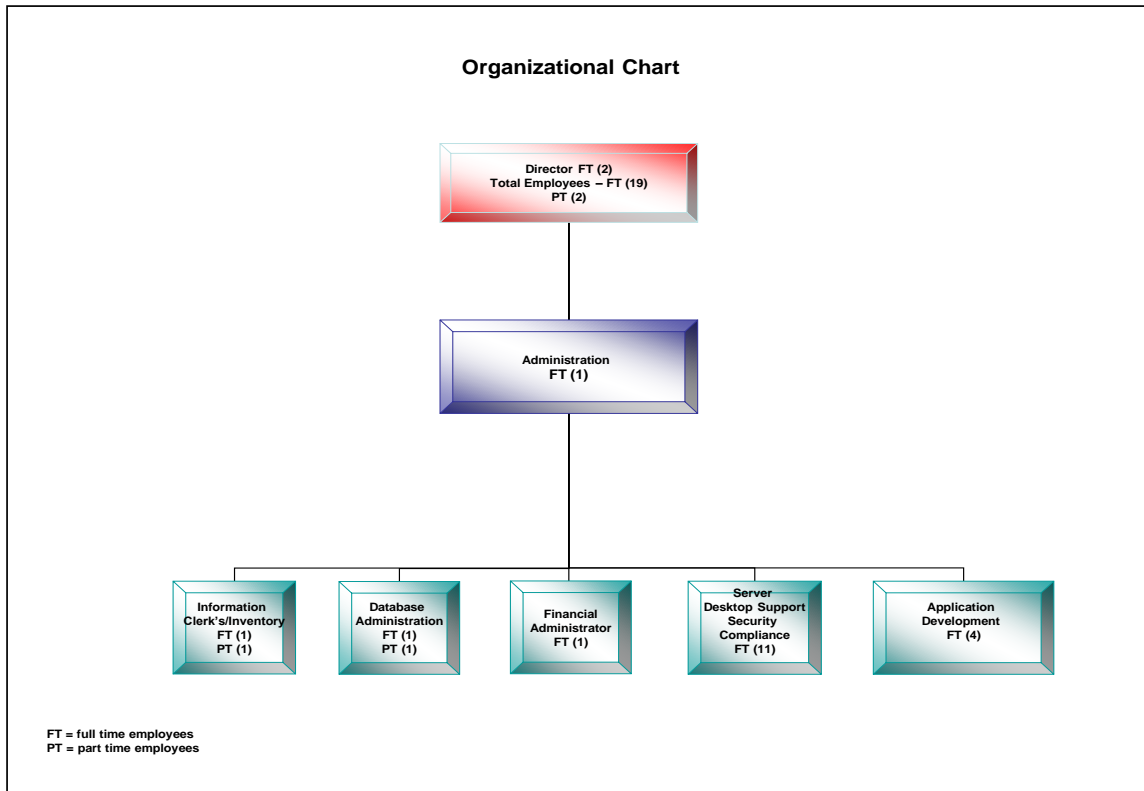 Organizational Chart
Director FT (2)
Total Employees – FT (19)
PT (2)
Administration
FT (1)
Information
Clerk's/Inventory
FT (1)
PT (1)
Database
Administration
FT (1)
PT (1)
Financial
Administrator
FT (1)
Server
Desktop Support
Security
Compliance
FT (11)
Application
Development
FT (4)
FT = full time employees
PT = part time employees